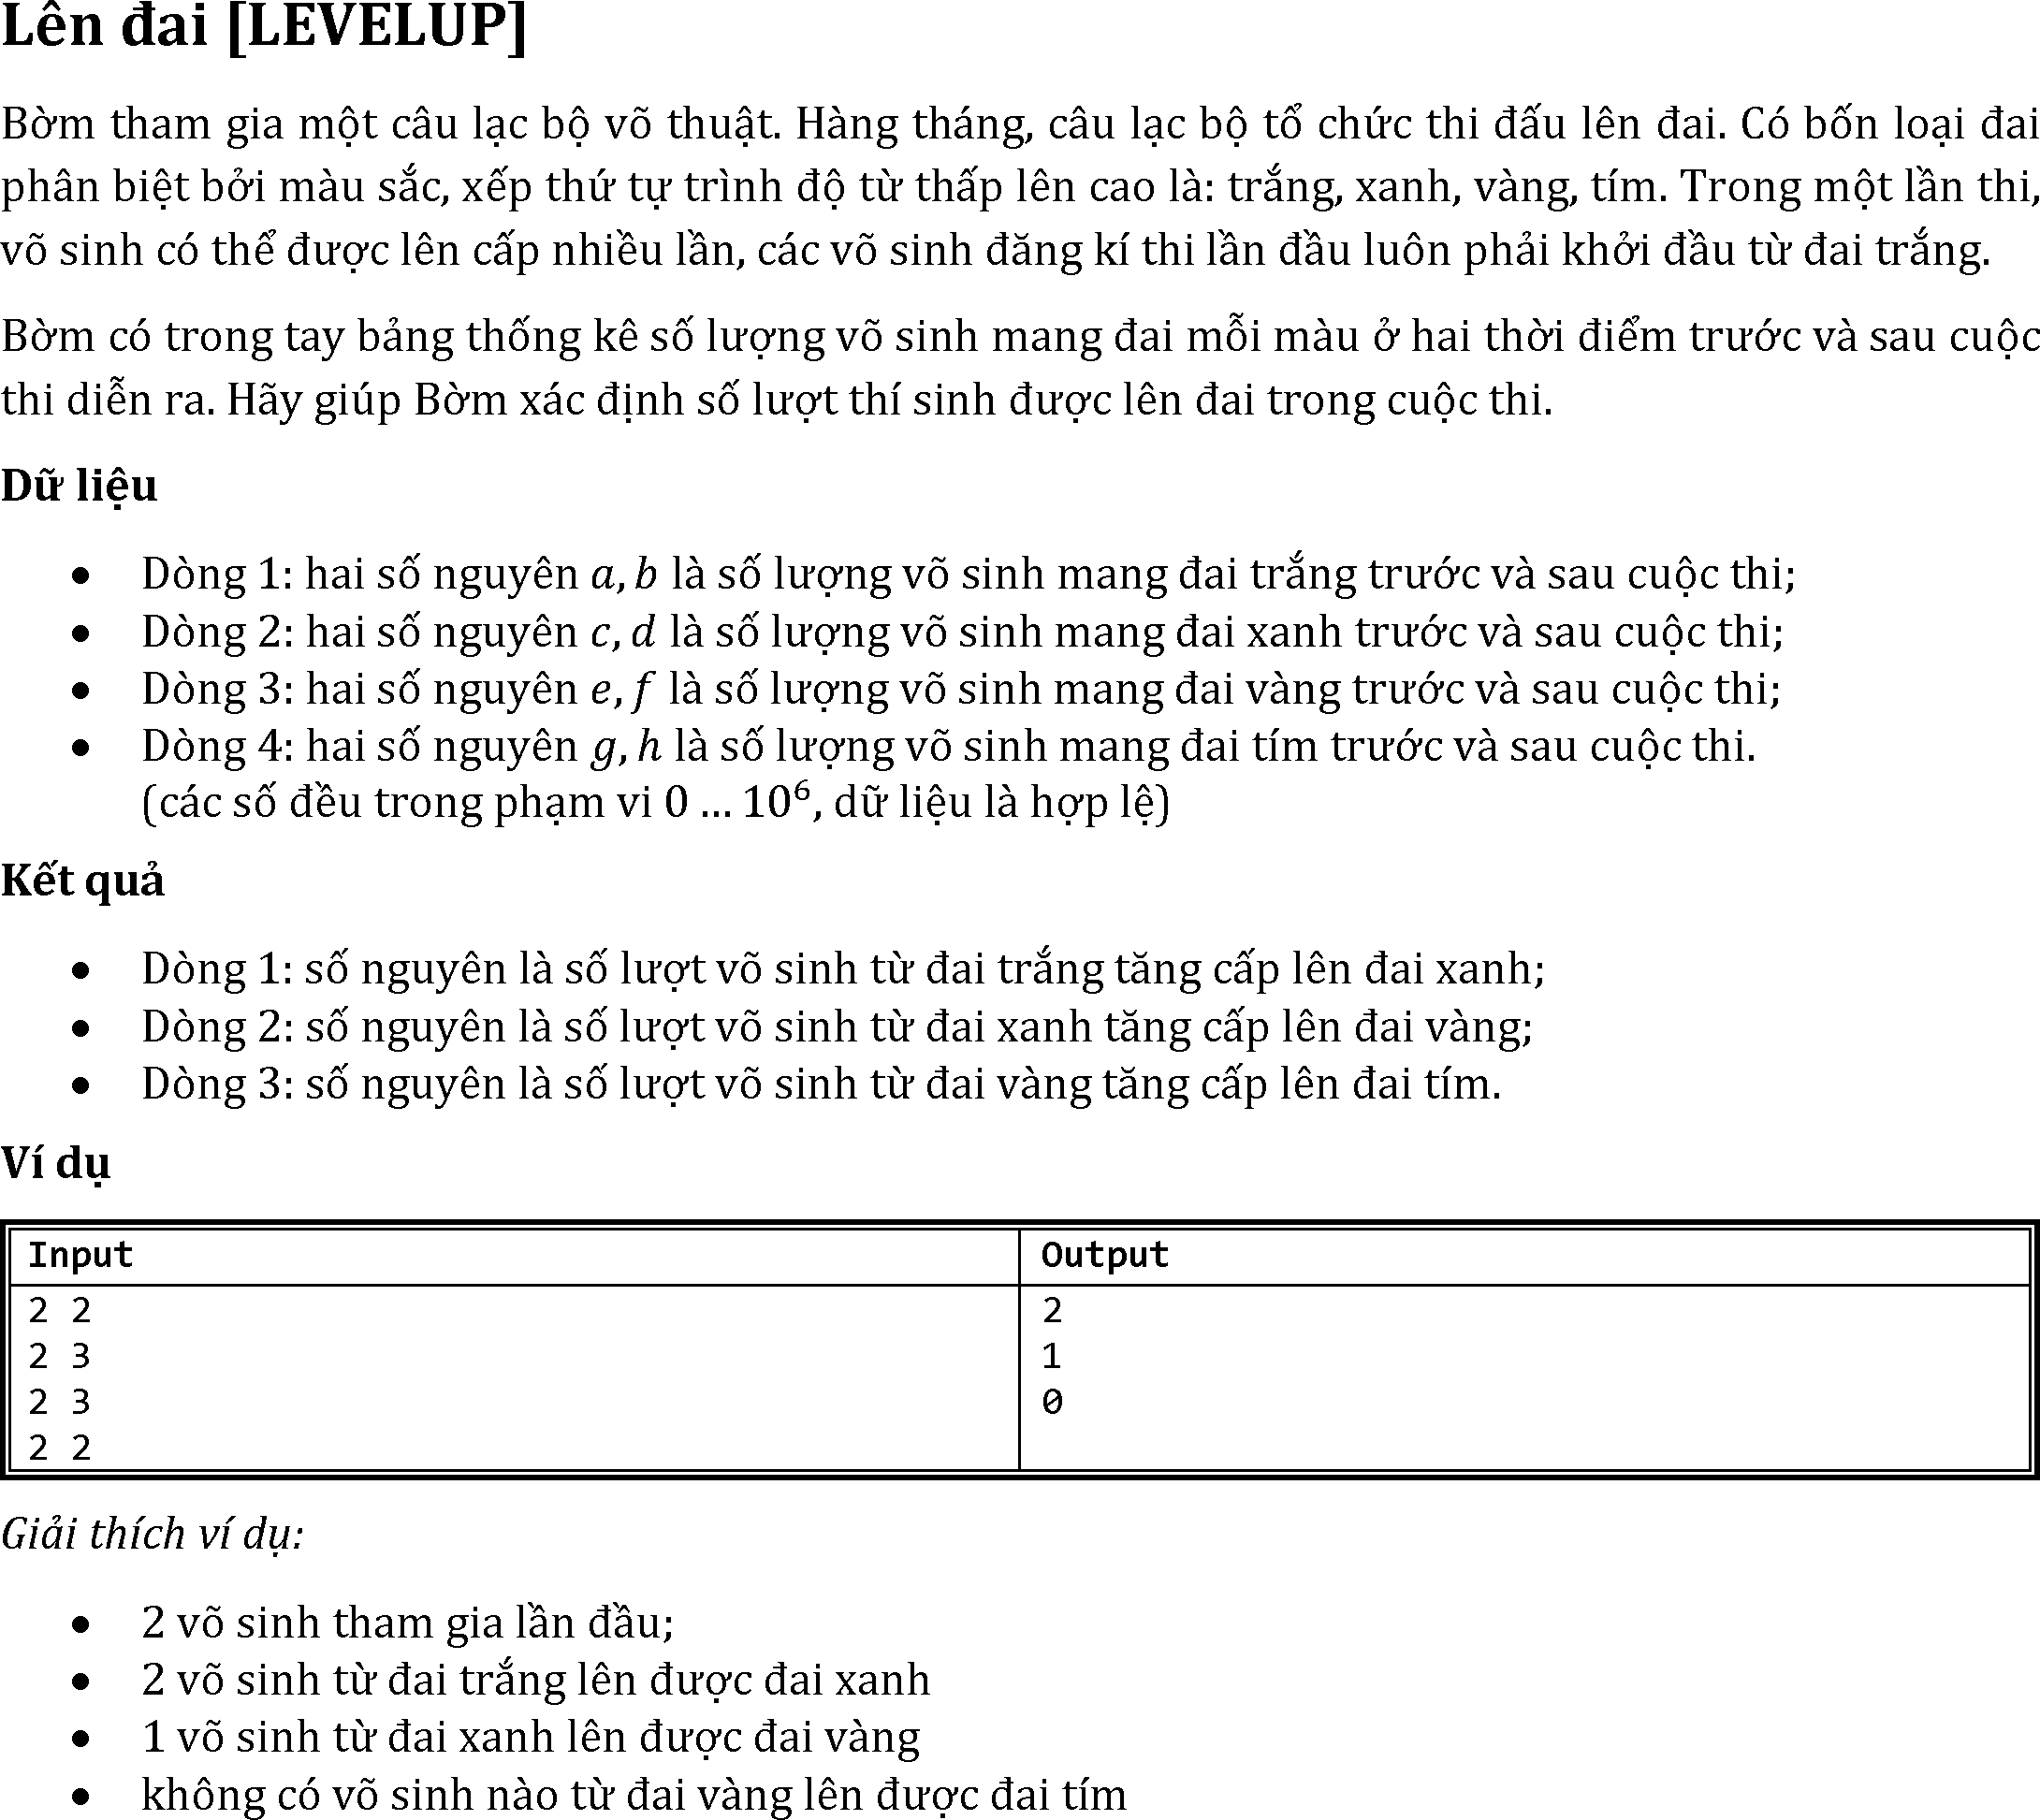 Lên đai [LEVELUP]
Bờm tham gia một câu lạc bộ võ thuật. Hàng tháng, câu lạc bộ tổ chức thi đấu lên đai. Có bốn loại đai
phân biệt bởi màu sắc, xếp thứ tự trình độ từ thấp lên cao là: trắng, xanh, vàng, tím. Trong một lần thi,
võ sinh có thể được lên cấp nhiều lần, các võ sinh đăng kí thi lần đầu luôn phải khởi đầu từ đai trắng.
Bờm có trong tay bảng thống kê số lượng võ sinh mang đai mỗi màu ở hai thời điểm trước và sau cuộc
thi diễn ra. Hãy giúp Bờm xác định số lượt thí sinh được lên đai trong cuộc thi.
Dữ liệu
• Dòng 1: hai số nguyên a, b là số lượng võ sinh mang đai trắng trước và sau cuộc thi;
• Dòng 2: hai số nguyên c, d là số lượng võ sinh mang đai xanh trước và sau cuộc thi;
• Dòng 3: hai số nguyên e, f là số lượng võ sinh mang đai vàng trước và sau cuộc thi;
• Dòng 4: hai số nguyên g, h là số lượng võ sinh mang đai tím trước và sau cuộc thi.
(các số đều trong phạm vi 0 … 10⁶, dữ liệu là hợp lệ)
Kết quả
• Dòng 1: số nguyên là số lượt võ sinh từ đai trắng tăng cấp lên đai xanh;
• Dòng 2: số nguyên là số lượt võ sinh từ đai xanh tăng cấp lên đai vàng;
• Dòng 3: số nguyên là số lượt võ sinh từ đai vàng tăng cấp lên đai tím.
Ví dụ
Input Output
2 2 2
2 3 1
2 3 0
2 2
Giải thích ví dụ:
• 2 võ sinh tham gia lần đầu;
• 2 võ sinh từ đai trắng lên được đai xanh
• 1 võ sinh từ đai xanh lên được đai vàng
• không có võ sinh nào từ đai vàng lên được đai tím